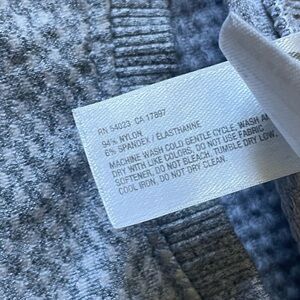 RN 54023 CA 17897
94% NYLON
6% SPANDEX / ELASTHANNE
MACHINE WASH COLD GENTLE CYCLE, WASH AND
DRY WITH LIKE COLORS, DO NOT USE FABRIC
SOFTENER, DO NOT BLEACH, TUMBLE DRY LOW,
COOL IRON, DO NOT DRY CLEAN.